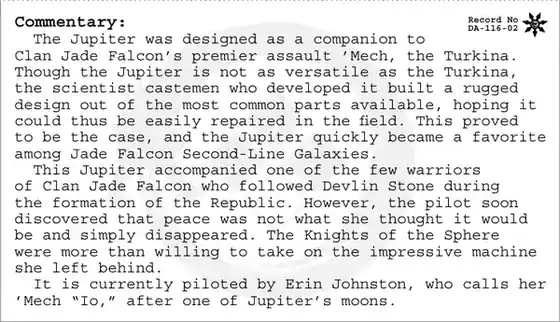 Commentary:
Record No
DA-116-02
The Jupiter was designed as a companion to
Clan Jade Falcon’s premier assault ’Mech, the Turkina.
Though the Jupiter is not as versatile as the Turkina,
the scientist castemen who developed it built a rugged
design out of the most common parts available, hoping it
could thus be easily repaired in the field. This proved
to be the case, and the Jupiter quickly became a favorite
among Jade Falcon Second-Line Galaxies.
This Jupiter accompanied one of the few warriors
of Clan Jade Falcon who followed Devlin Stone during
the formation of the Republic. However, the pilot soon
discovered that peace was not what she thought it would
be and simply disappeared. The Knights of the Sphere
were more than willing to take on the impressive machine
she left behind.
It is currently piloted by Erin Johnston, who calls her
’Mech “Io,” after one of Jupiter’s moons.